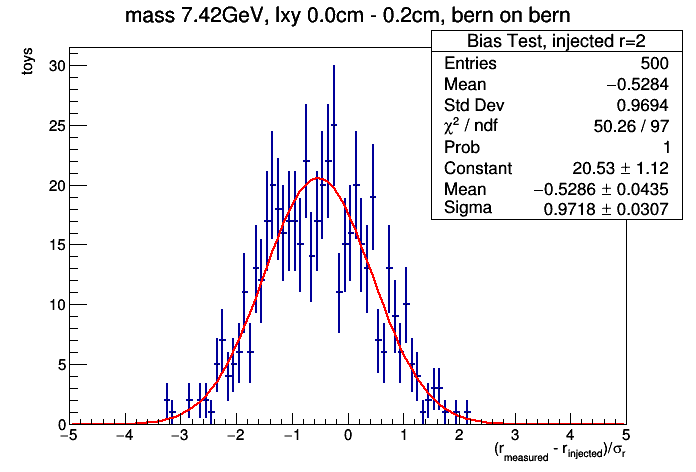 mass 7.42GeV, lxy 0.0cm - 0.2cm, bern on bern
Bias Test, injected r=2
Entries 500
Mean −0.5284
Std Dev 0.9694
χ² / ndf 50.26 / 97
Prob 1
Constant 20.53 ± 1.12
Mean −0.5286 ± 0.0435
Sigma 0.9718 ± 0.0307
toys
30
25
20
15
10
5
0
−5 −4 −3 −2 −1 0 1 2 3 4 5
(r_measured - r_injected)/σ_r